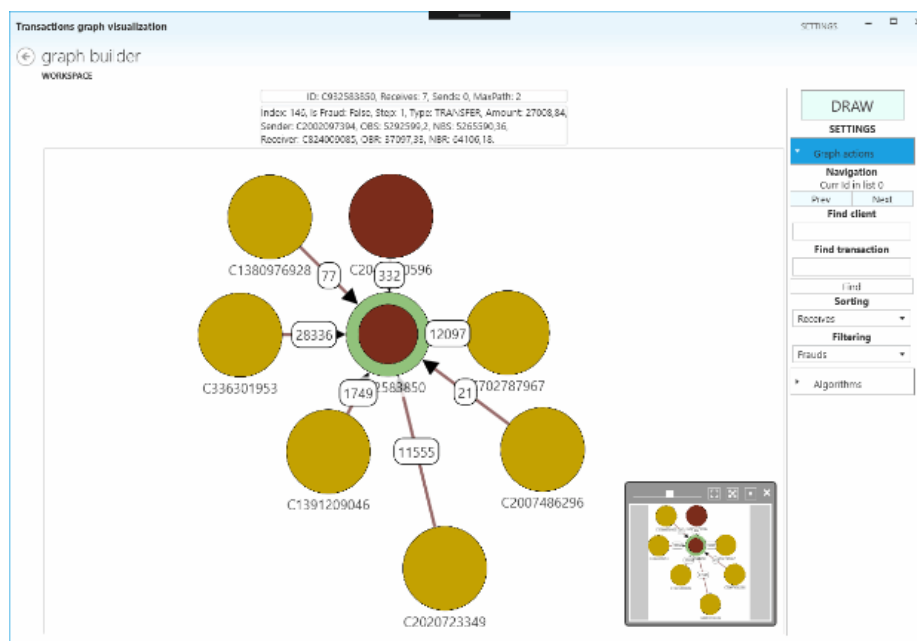 Transactions graph visualization
SETTINGS
graph builder
WORKSPACE
ID: C932583850, Receives: 7, Sends: 0, MaxPath: 2
Index: 146, Is Fraud: False, Step: 1, Type: TRANSFER, Amount: 27008,84,
Sender: C2002097394, OBS: 5292599,2, NBS: 5265590,36,
Receiver: C824009085, OBR: 37097,33, NBR: 64106,18.
DRAW
SETTINGS
Graph actions
Navigation
Curr Id in list 0
Prev
Next
Find client
Find transaction
Find
Sorting
Receives
Filtering
Frauds
Algorithms
C1380976928
77
332
28336
12097
C336301953
2583850
702787967
1749
21
11555
C1391209046
C2007486296
C2020723349